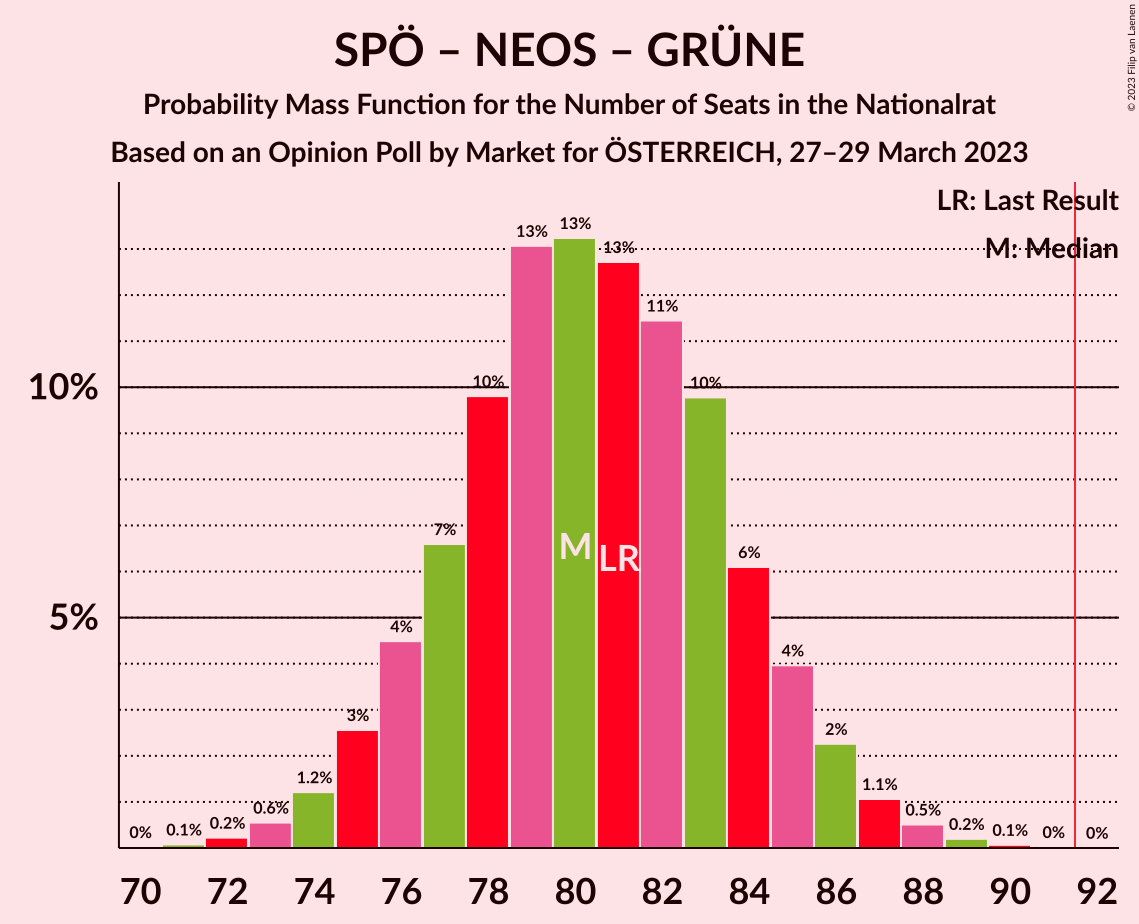 SPÖ – NEOS – GRÜNE
Probability Mass Function for the Number of Seats in the Nationalrat
Based on an Opinion Poll by Market for ÖSTERREICH, 27–29 March 2023
© 2023 Filip van Laenen
LR: Last Result
M: Median
10%
5%
0%
0.1%
0.2%
0.6%
1.2%
3%
4%
7%
10%
13%
13%
13%
11%
10%
6%
4%
2%
1.1%
0.5%
0.2%
0.1%
0%
0%
M
LR
70 72 74 76 78 80 82 84 86 88 90 92